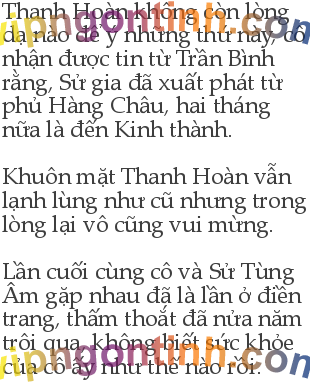 Thanh Hoàn không còn lòng
dạ nào để ý những thứ này, cô
nhận được tin từ Trần Bình
rằng, Sử gia đã xuất phát từ
phủ Hàng Châu, hai tháng
nữa là đến Kinh thành.
Khuôn mặt Thanh Hoàn vẫn
lạnh lùng như cũ nhưng trong
lòng lại vô cũng vui mừng.
Lần cuối cùng cô và Sử Tùng
Âm gặp nhau đã là lần ở điền
trang, thấm thoắt đã nửa năm
trôi qua, không biết sức khỏe
của cô ấy như thế nào rồi.